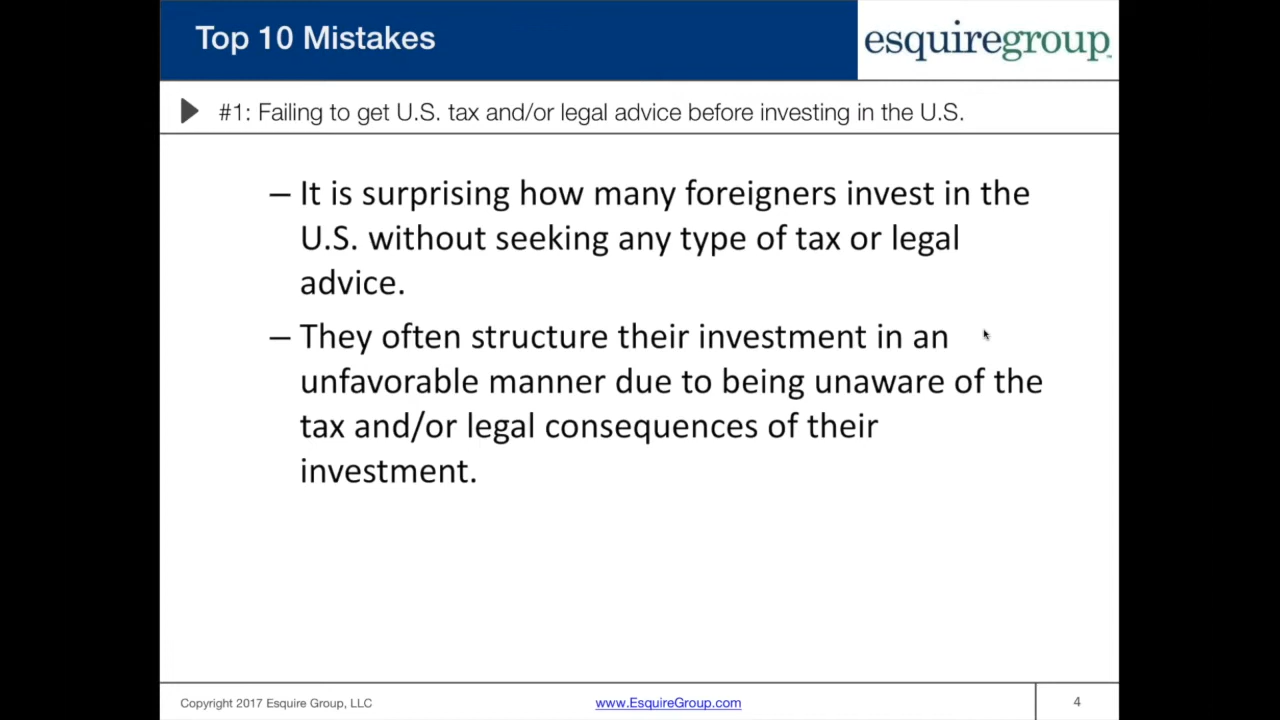 Top 10 Mistakes
esquiregroup™
#1: Failing to get U.S. tax and/or legal advice before investing in the U.S.
– It is surprising how many foreigners invest in the
U.S. without seeking any type of tax or legal
advice.
– They often structure their investment in an
unfavorable manner due to being unaware of the
tax and/or legal consequences of their
investment.
Copyright 2017 Esquire Group, LLC
www.EsquireGroup.com
4